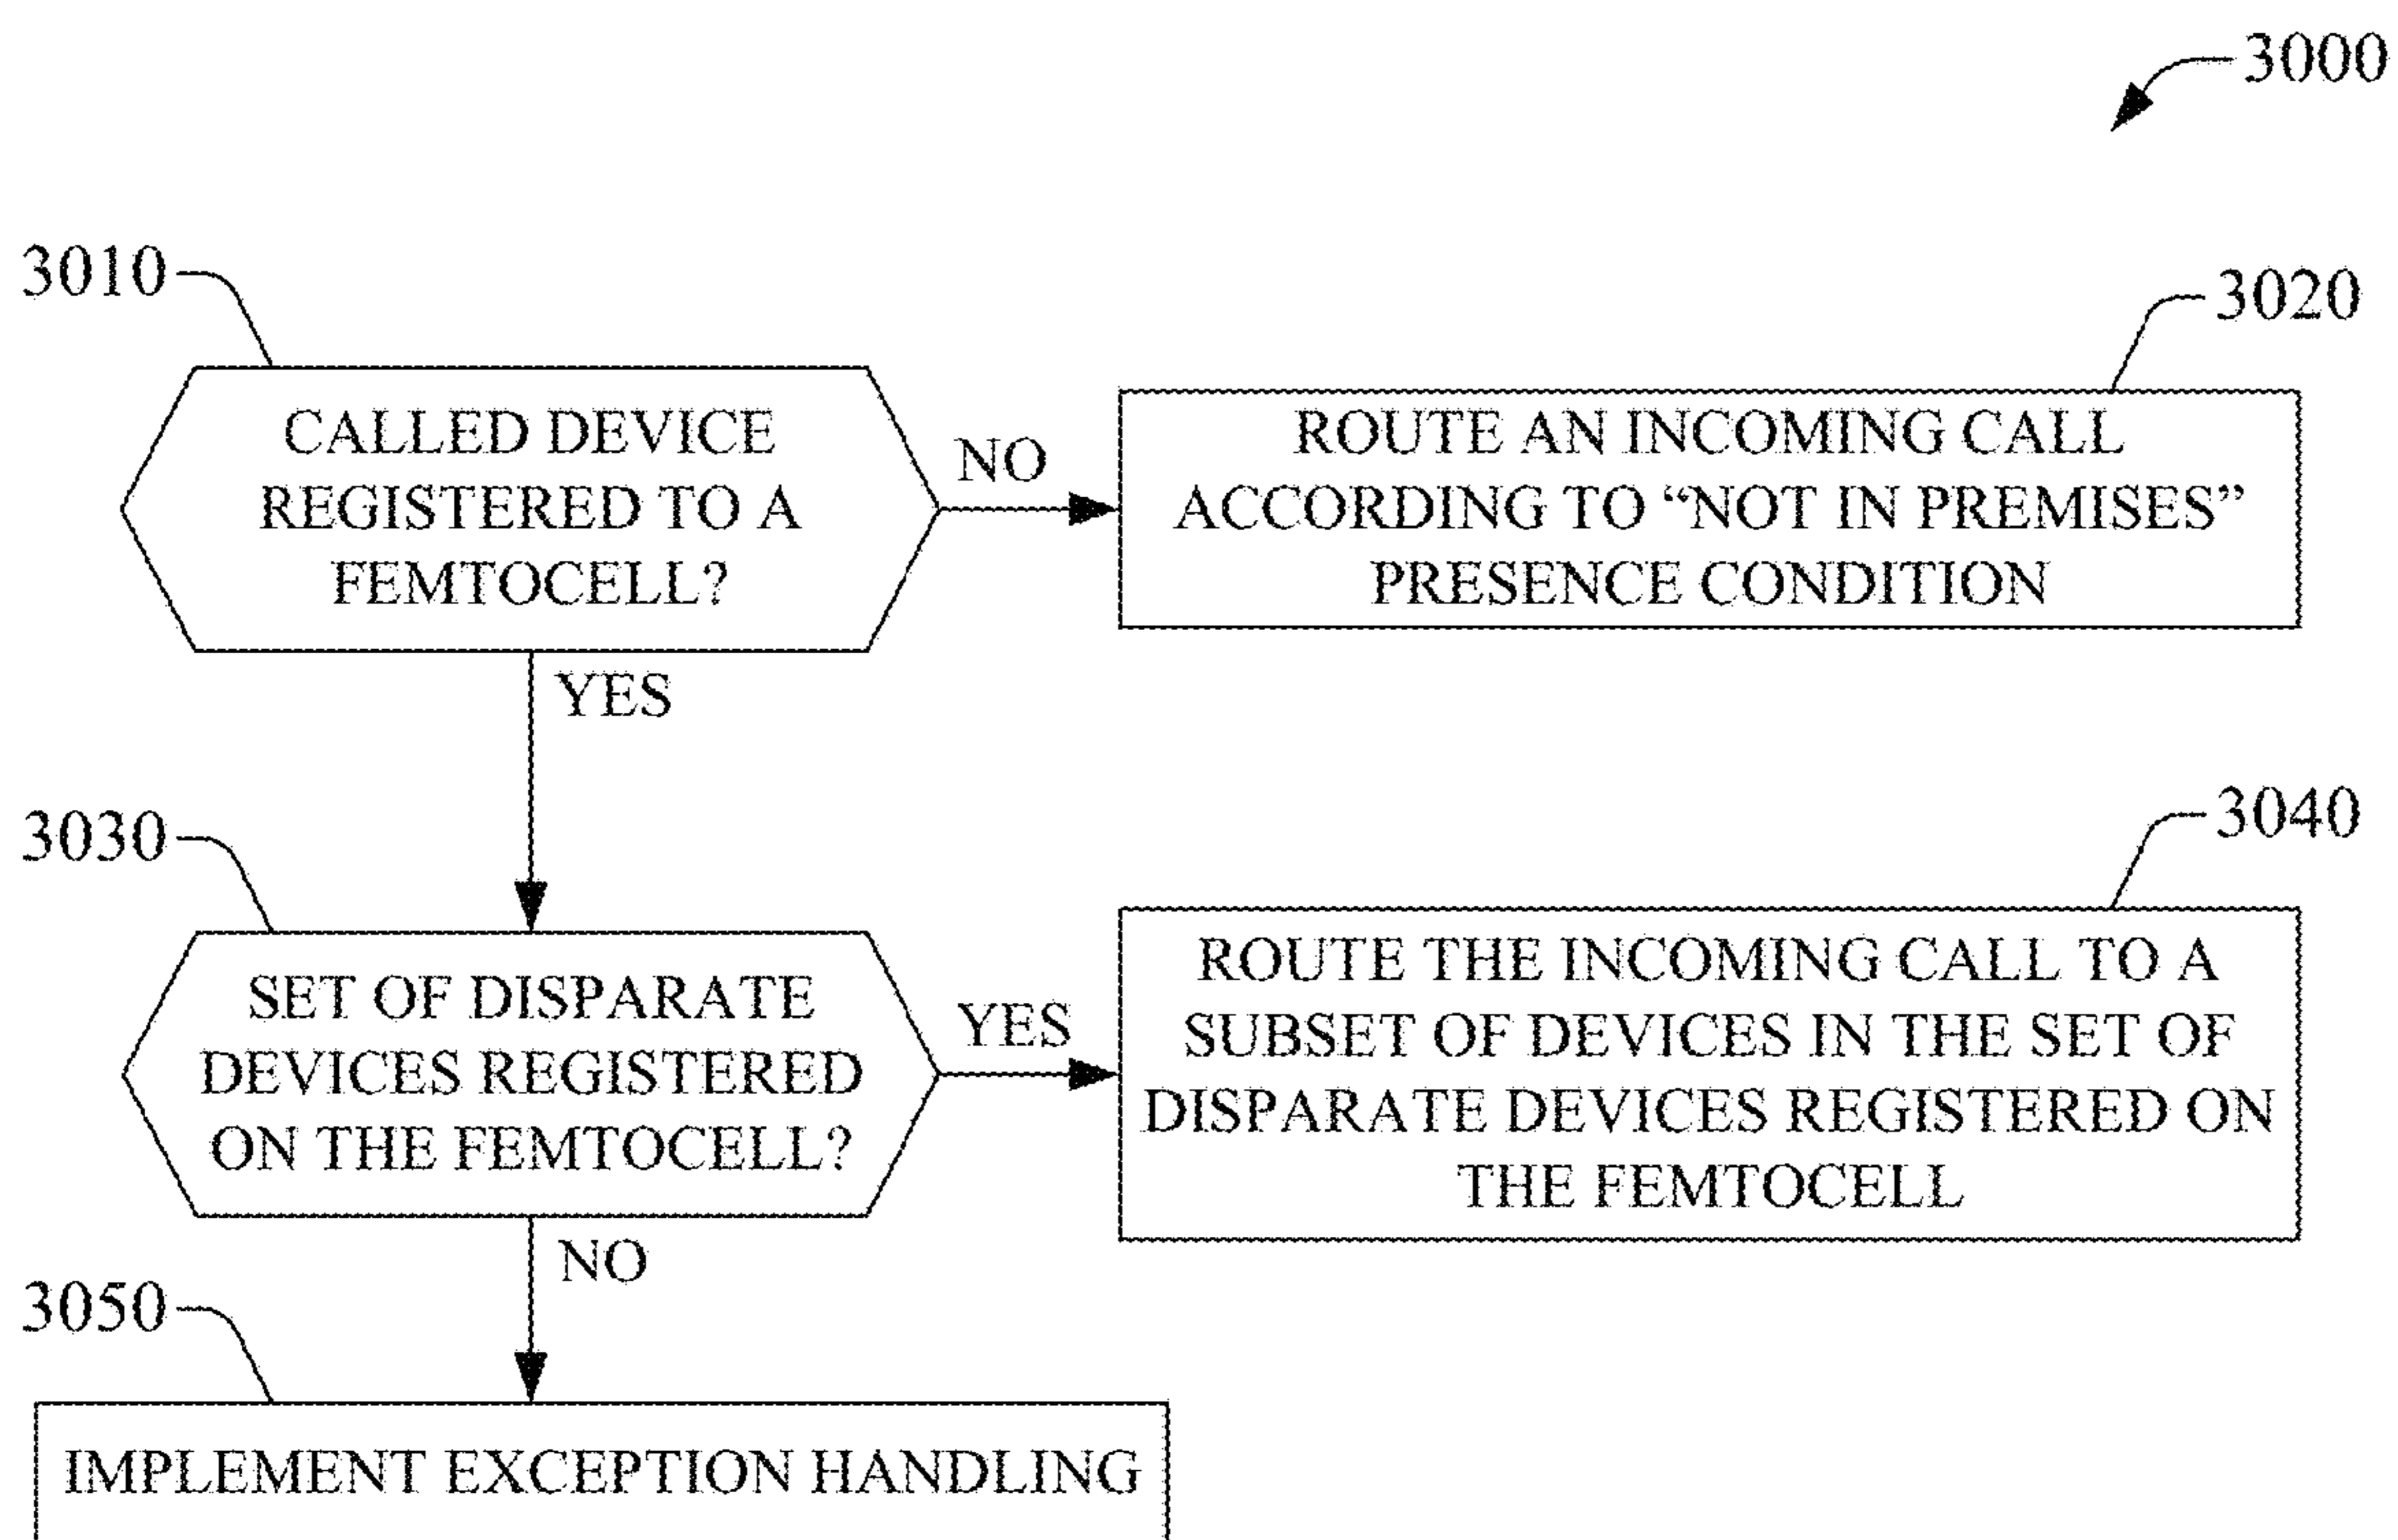 3000
3010
CALLED DEVICE
REGISTERED TO A
FEMTOCELL?
NO
3020
ROUTE AN INCOMING CALL
ACCORDING TO “NOT IN PREMISES”
PRESENCE CONDITION
YES
3030
SET OF DISPARATE
DEVICES REGISTERED
ON THE FEMTOCELL?
YES
3040
ROUTE THE INCOMING CALL TO A
SUBSET OF DEVICES IN THE SET OF
DISPARATE DEVICES REGISTERED ON
THE FEMTOCELL
NO
3050
IMPLEMENT EXCEPTION HANDLING